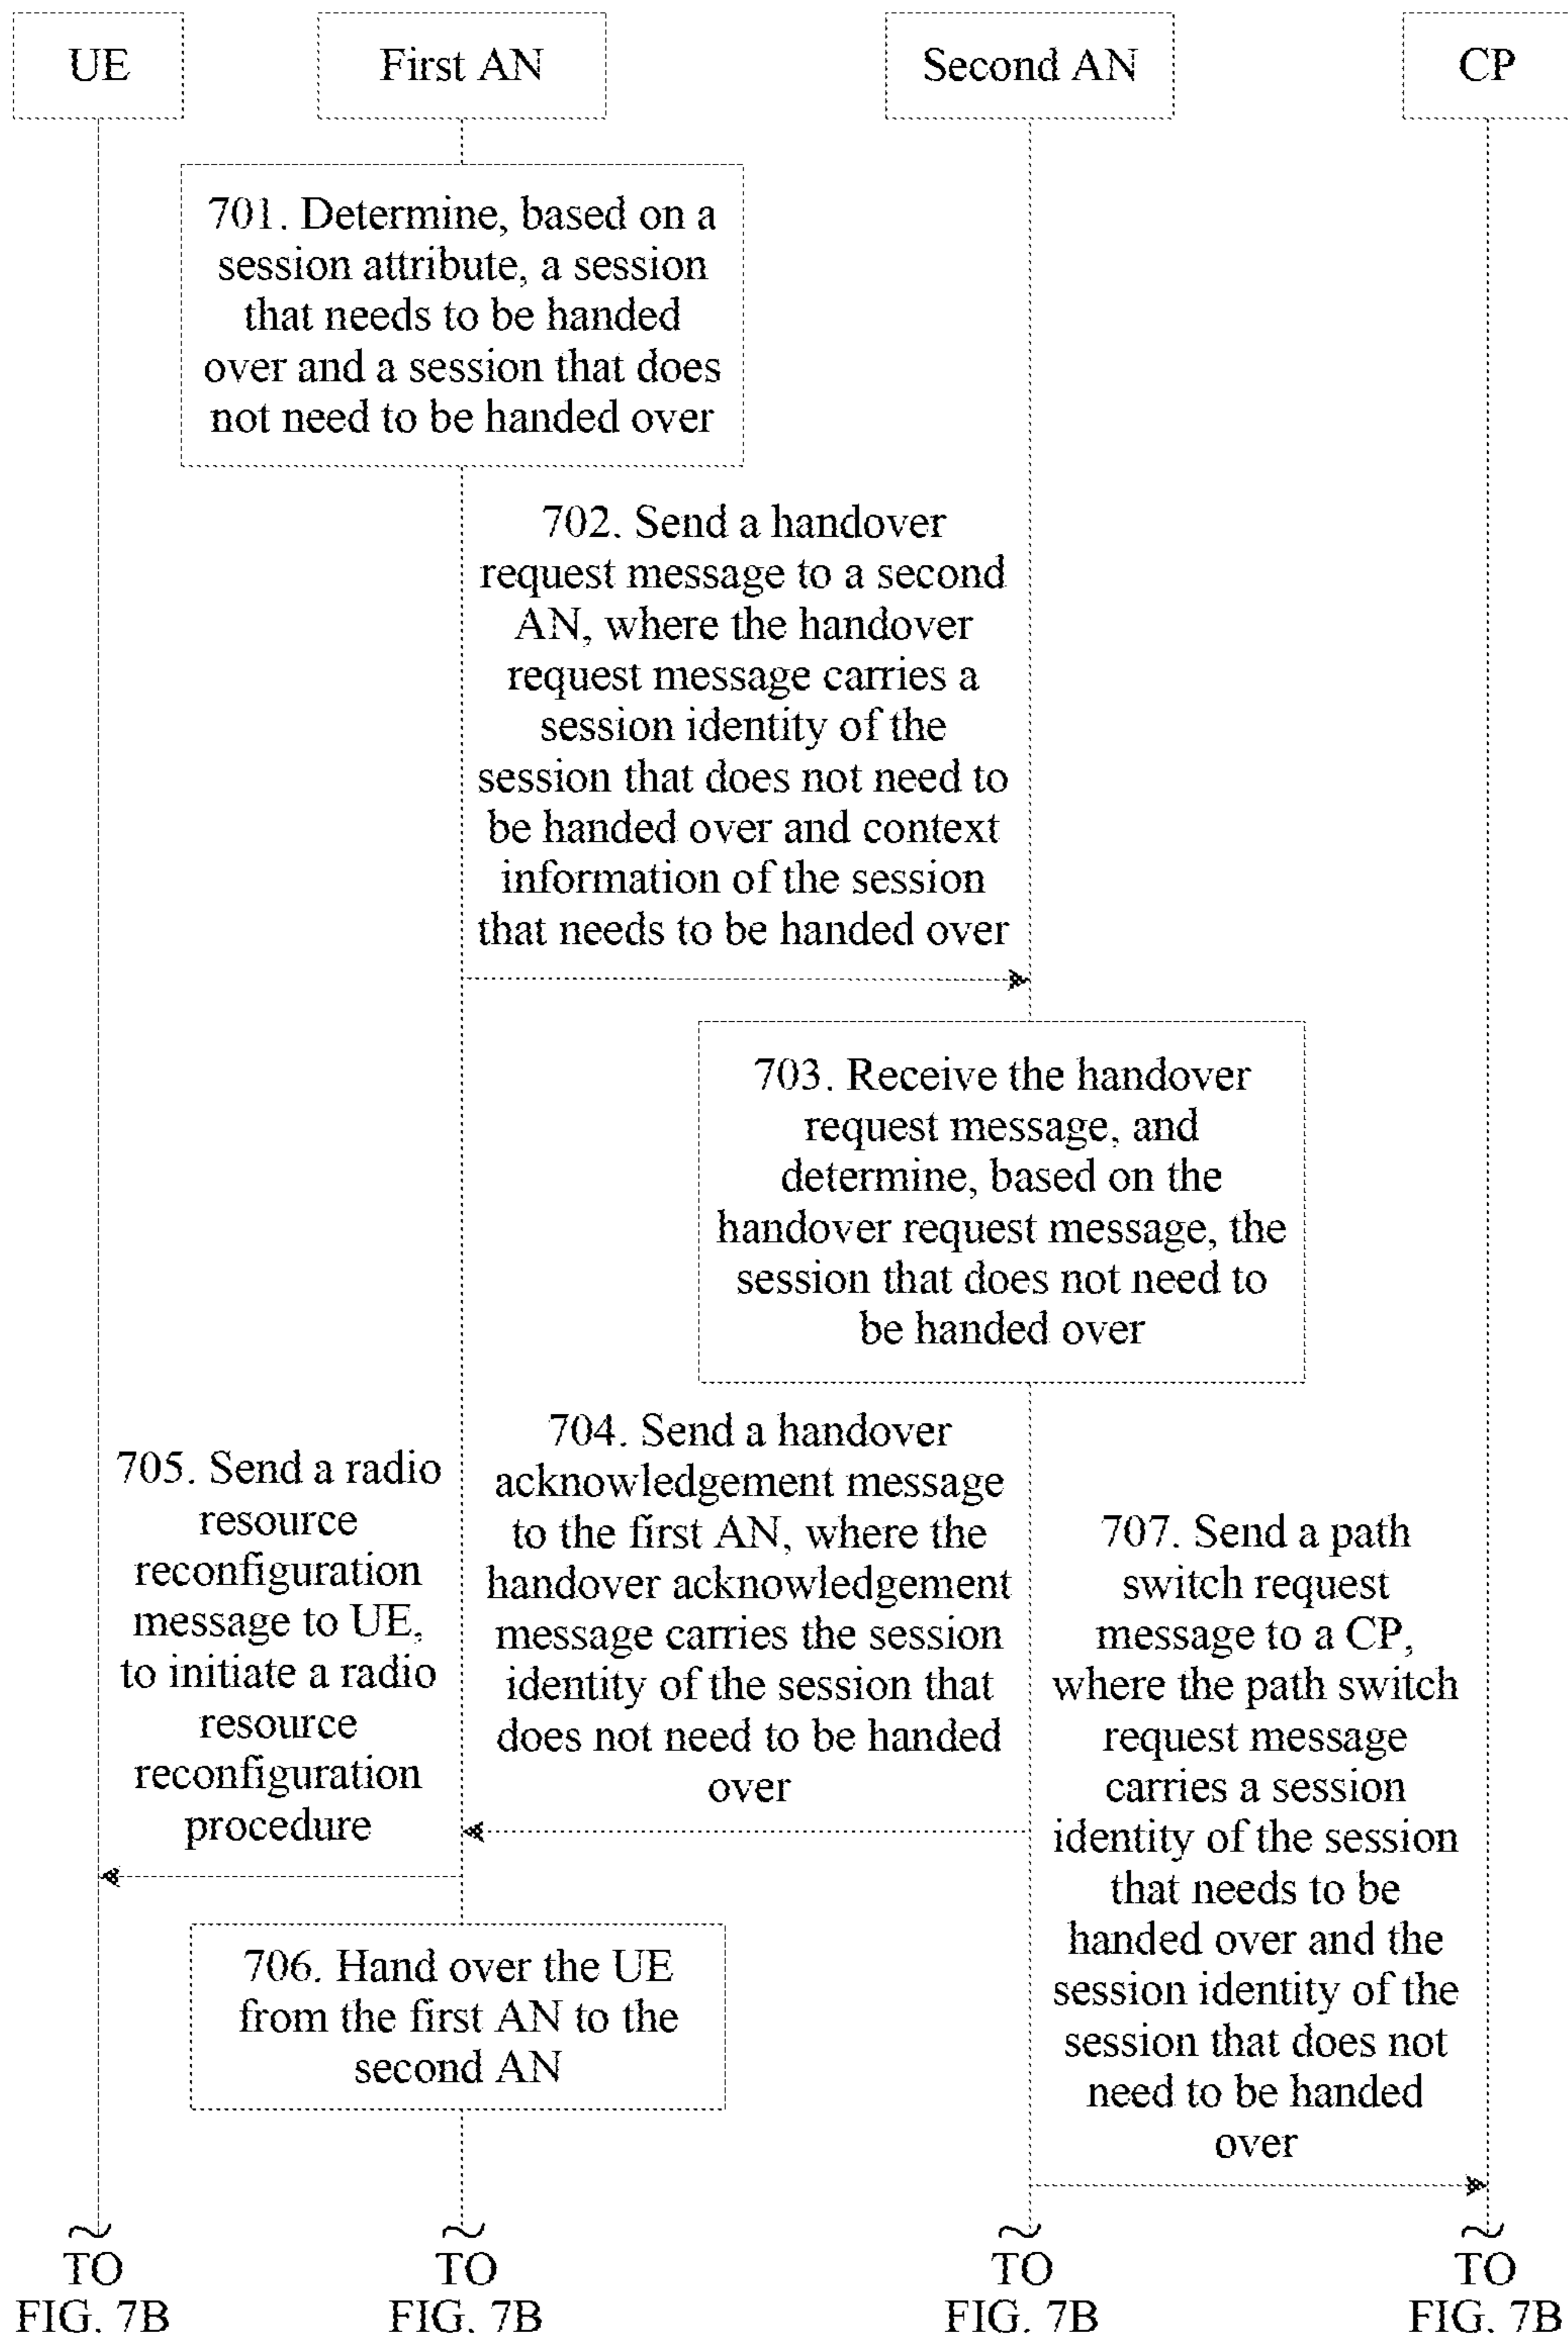 UE
First AN
Second AN
CP
701. Determine, based on a
session attribute, a session
that needs to be handed
over and a session that does
not need to be handed over
702. Send a handover
request message to a second
AN, where the handover
request message carries a
session identity of the
session that does not need to
be handed over and context
information of the session
that needs to be handed over
703. Receive the handover
request message, and
determine, based on the
handover request message, the
session that does not need to
be handed over
704. Send a handover
acknowledgement message
to the first AN, where the
handover acknowledgement
message carries the session
identity of the session that
does not need to be handed
over
705. Send a radio
resource
reconfiguration
message to UE,
to initiate a radio
resource
reconfiguration
procedure
706. Hand over the UE
from the first AN to the
second AN
707. Send a path
switch request
message to a CP,
where the path switch
request message
carries a session
identity of the session
that needs to be
handed over and the
session identity of the
session that does not
need to be handed
over
TO
FIG. 7B
TO
FIG. 7B
TO
FIG. 7B
TO
FIG. 7B